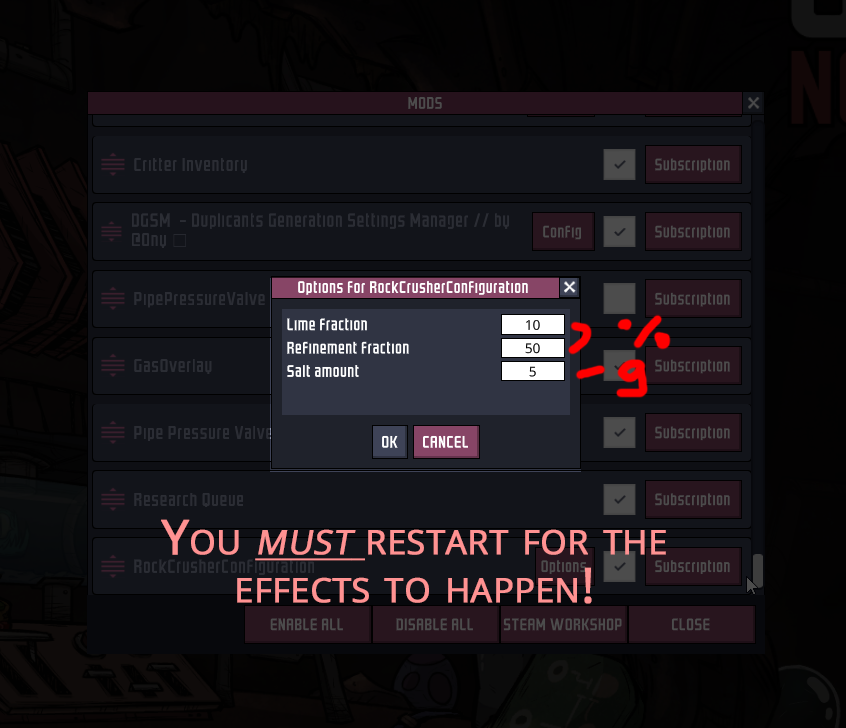 MODS
Critter Inventory
Subscription
DGSM - Duplicants Generation Settings Manager // by
@Ony □
Config
Subscription
Options For RockCrusherConfiguration
PipePressureValve
Subscription
Lime Fraction
10
Refinement Fraction
50
Salt amount
5
%
- g
GasOverlay
Subscription
OK
CANCEL
Pipe Pressure Valve
Subscription
Research Queue
Subscription
YOU MUST RESTART FOR THE
EFFECTS TO HAPPEN!
RockCrusherConfiguration
Options
Subscription
ENABLE ALL
DISABLE ALL
STEAM WORKSHOP
CLOSE